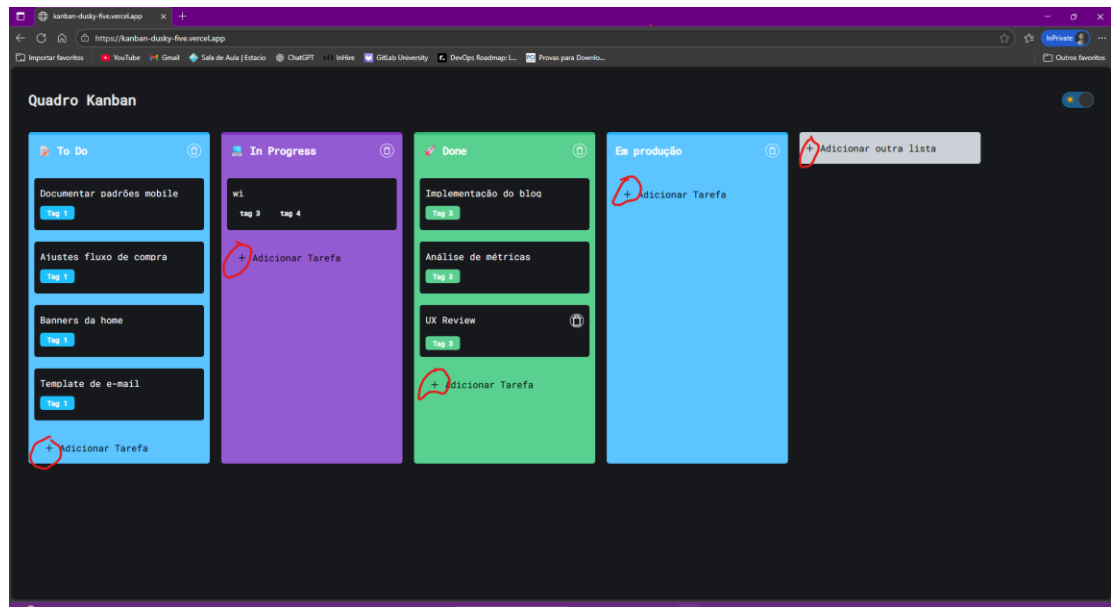 kanban-dusky-five.vercel.app
https://kanban-dusky-five.vercel.app
InPrivate
Importar favoritos
YouTube
Gmail
Sala de Aula | Estacio
ChatGPT
InHire
GitLab University
DevOps Roadmap: L...
Provas para Downlo...
Outros favoritos
Quadro Kanban
To Do
Documentar padrões mobile
Tag 1
Ajustes fluxo de compra
Tag 1
Banners da home
Tag 1
Template de e-mail
Tag 1
+ Adicionar Tarefa
In Progress
wi
tag 3 tag 4
+ Adicionar Tarefa
Done
Implementação do blog
Tag 3
Análise de métricas
Tag 3
UX Review
Tag 3
+ Adicionar Tarefa
Em produção
+ Adicionar Tarefa
+ Adicionar outra lista